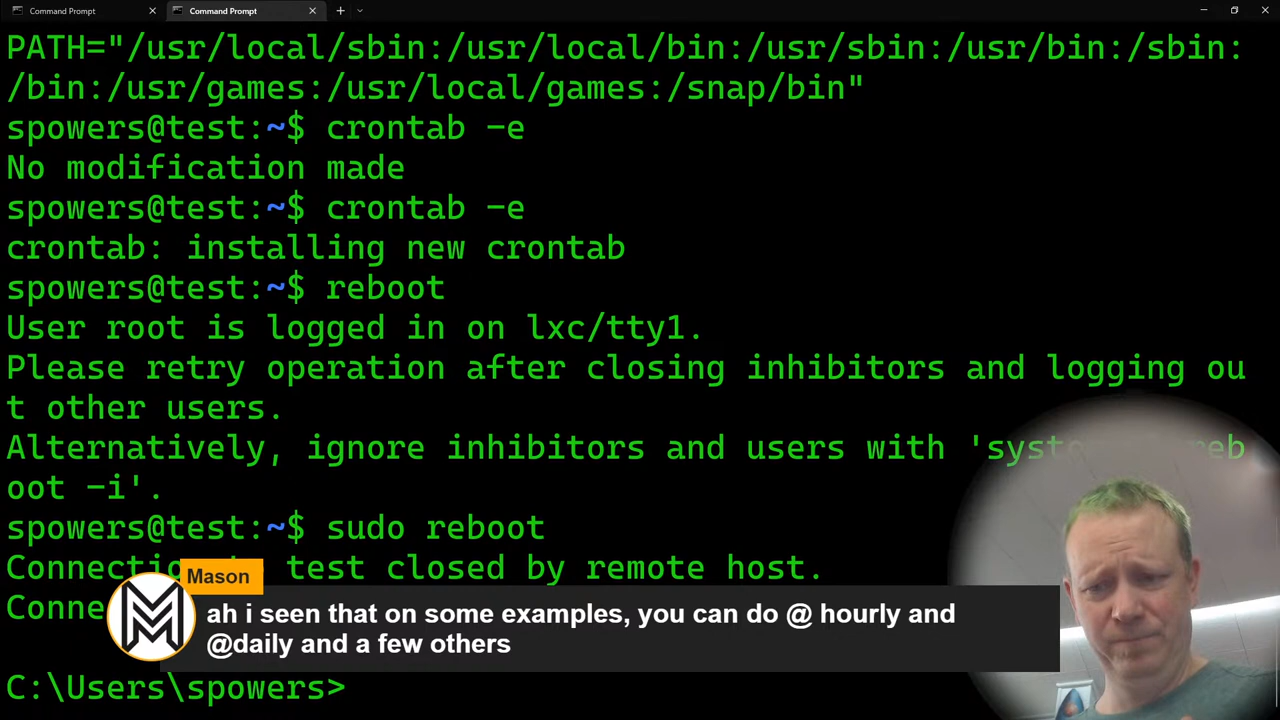 Command Prompt
Command Prompt
PATH="/usr/local/sbin:/usr/local/bin:/usr/sbin:/usr/bin:/sbin:
/bin:/usr/games:/usr/local/games:/snap/bin"
spowers@test:~$ crontab -e
No modification made
spowers@test:~$ crontab -e
crontab: installing new crontab
spowers@test:~$ reboot
User root is logged in on lxc/tty1.
Please retry operation after closing inhibitors and logging ou
t other users.
Alternatively, ignore inhibitors and users with 'syst eb
oot -i'.
spowers@test:~$ sudo reboot
Connecti test closed by remote host.
Conne
Mason
ah i seen that on some examples, you can do @ hourly and
@daily and a few others
C:\Users\spowers>